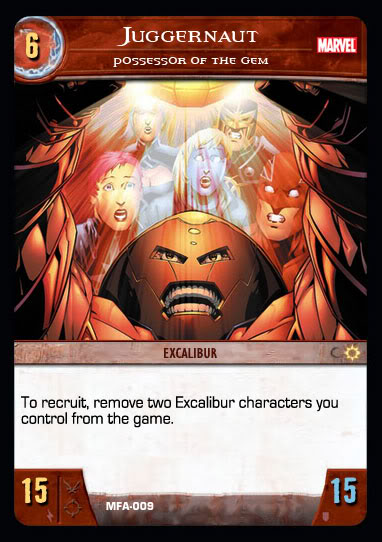 6
JUGGERNAUT
MARVEL
POSSESSOR OF THE GEM
EXCALIBUR
To recruit, remove two Excalibur characters you
control from the game.
15
MFA-009
15